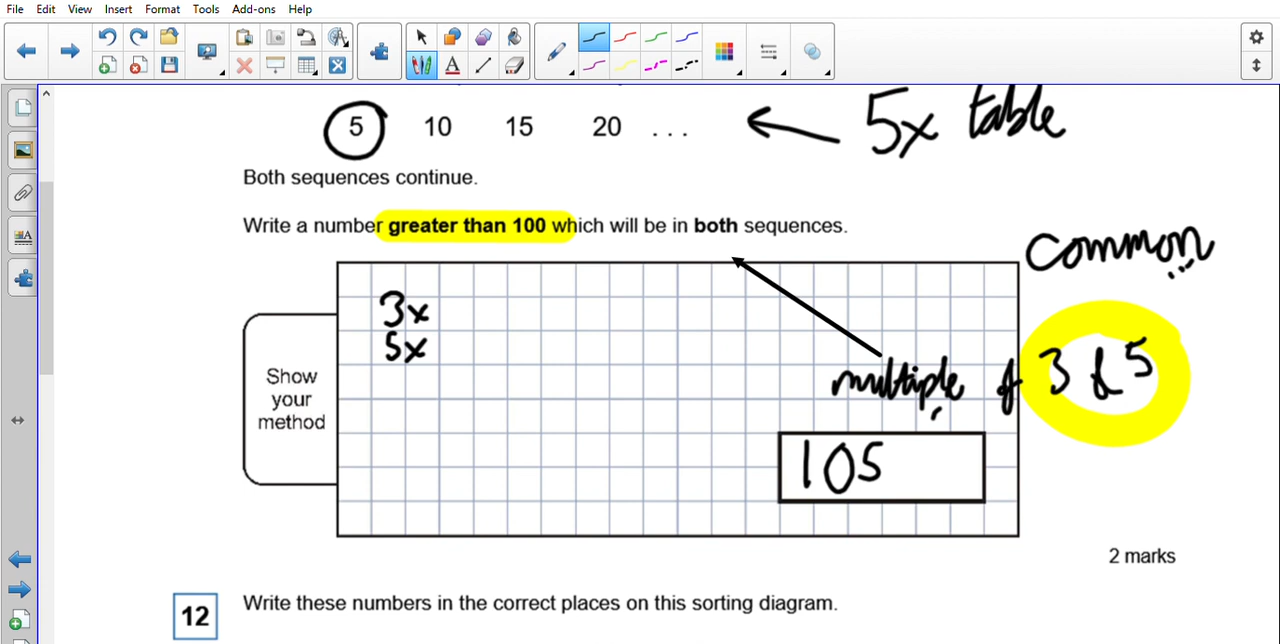 File Edit View Insert Format Tools Add-ons Help
5 10 15 20 ... 5x table
Both sequences continue.
Write a number greater than 100 which will be in both sequences.
common
3x
5x
multiple of 3 & 5
Show
your
method
105
2 marks
12 Write these numbers in the correct places on this sorting diagram.